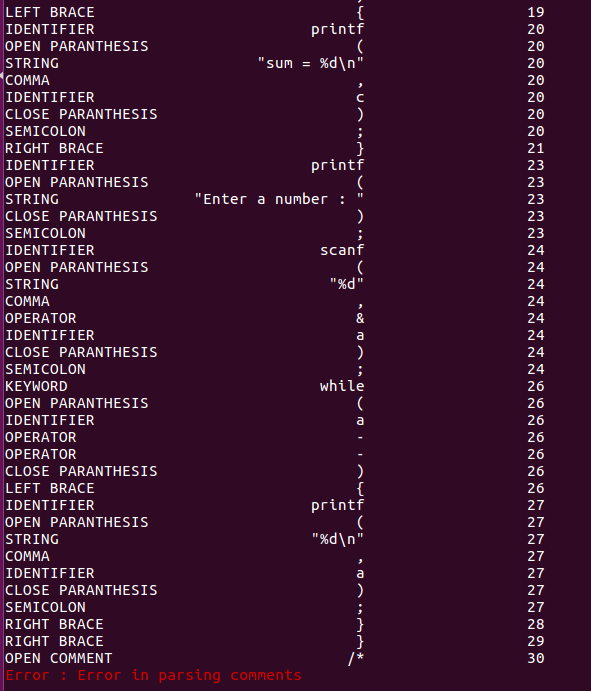 LEFT BRACE { 19
IDENTIFIER printf 20
OPEN PARANTHESIS ( 20
STRING "sum = %d\n" 20
COMMA , 20
IDENTIFIER c 20
CLOSE PARANTHESIS ) 20
SEMICOLON ; 20
RIGHT BRACE } 21
IDENTIFIER printf 23
OPEN PARANTHESIS ( 23
STRING "Enter a number : " 23
CLOSE PARANTHESIS ) 23
SEMICOLON ; 23
IDENTIFIER scanf 24
OPEN PARANTHESIS ( 24
STRING "%d" 24
COMMA , 24
OPERATOR & 24
IDENTIFIER a 24
CLOSE PARANTHESIS ) 24
SEMICOLON ; 24
KEYWORD while 26
OPEN PARANTHESIS ( 26
IDENTIFIER a 26
OPERATOR - 26
OPERATOR - 26
CLOSE PARANTHESIS ) 26
LEFT BRACE { 26
IDENTIFIER printf 27
OPEN PARANTHESIS ( 27
STRING "%d\n" 27
COMMA , 27
IDENTIFIER a 27
CLOSE PARANTHESIS ) 27
SEMICOLON ; 27
RIGHT BRACE } 28
RIGHT BRACE } 29
OPEN COMMENT /* 30
Error : Error in parsing comments